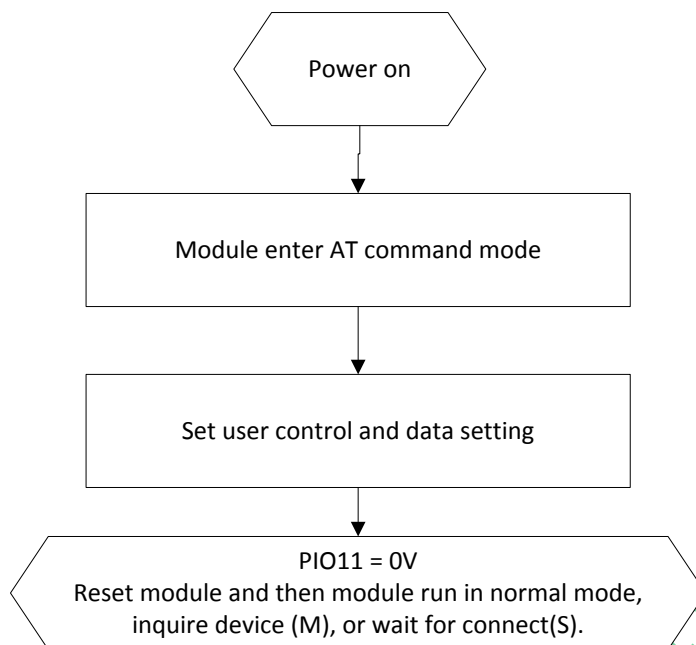 Power on
Module enter AT command mode
Set user control and data setting
PIO11 = 0V
Reset module and then module run in normal mode,
inquire device (M), or wait for connect(S).